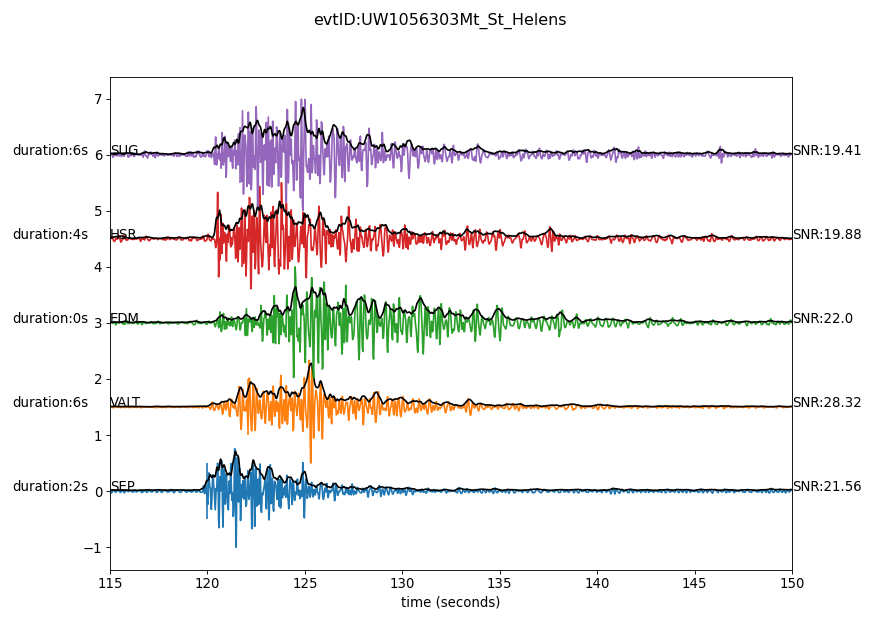 evtID:UW1056303Mt_St_Helens
7
duration:6s 6 SUG SNR:19.41
5
duration:4s HSR SNR:19.88
4
duration:0s 3 EDM SNR:22.0
2
duration:6s VALT SNR:28.32
1
duration:2s 0 SEP SNR:21.56
−1
115 120 125 130 135 140 145 150
time (seconds)